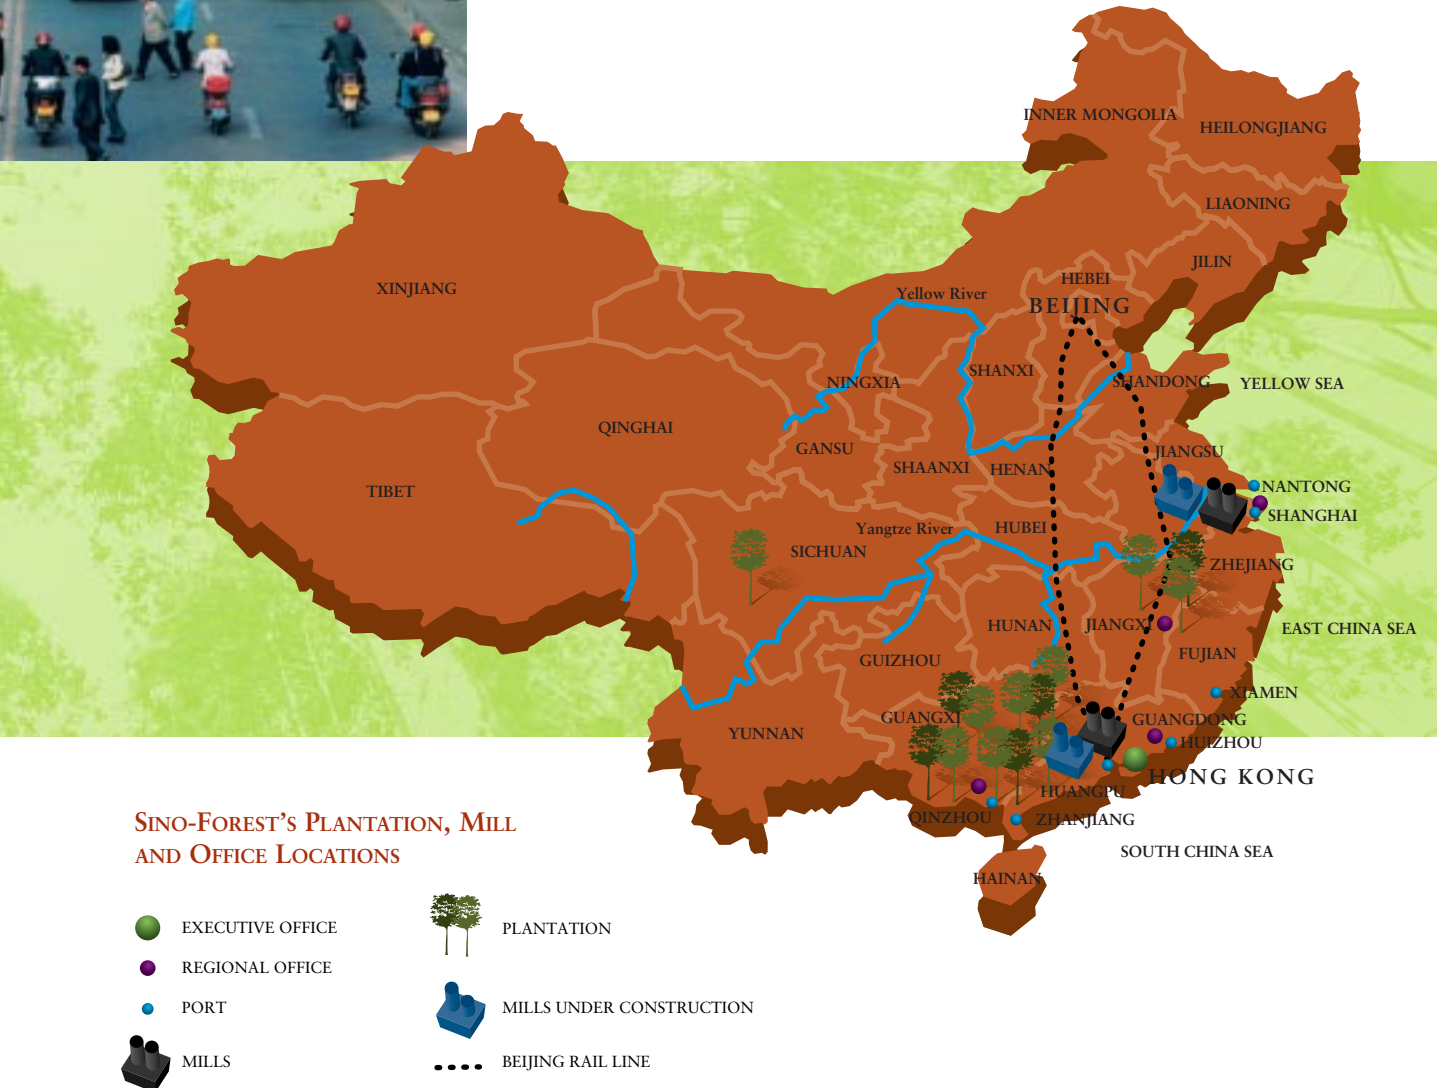 INNER MONGOLIA
HEILONGJIANG
LIAONING
JILIN
HEBEI
BEIJING
XINJIANG
Yellow River
SHANXI
NINGXIA
SHANDONG
YELLOW SEA
QINGHAI
GANSU
SHAANXI
HENAN
JIANGSU
NANTONG
SHANGHAI
TIBET
Yangtze River
HUBEI
SICHUAN
ZHEJIANG
HUNAN
JIANGXI
EAST CHINA SEA
GUIZHOU
FUJIAN
XIAMEN
GUANGXI
GUANGDONG
YUNNAN
HUIZHOU
HONG KONG
HUANGPU
QINZHOU
ZHANJIANG
SOUTH CHINA SEA
HAINAN
SINO-FOREST'S PLANTATION, MILL
AND OFFICE LOCATIONS
EXECUTIVE OFFICE
REGIONAL OFFICE
PORT
MILLS
PLANTATION
MILLS UNDER CONSTRUCTION
BEIJING RAIL LINE